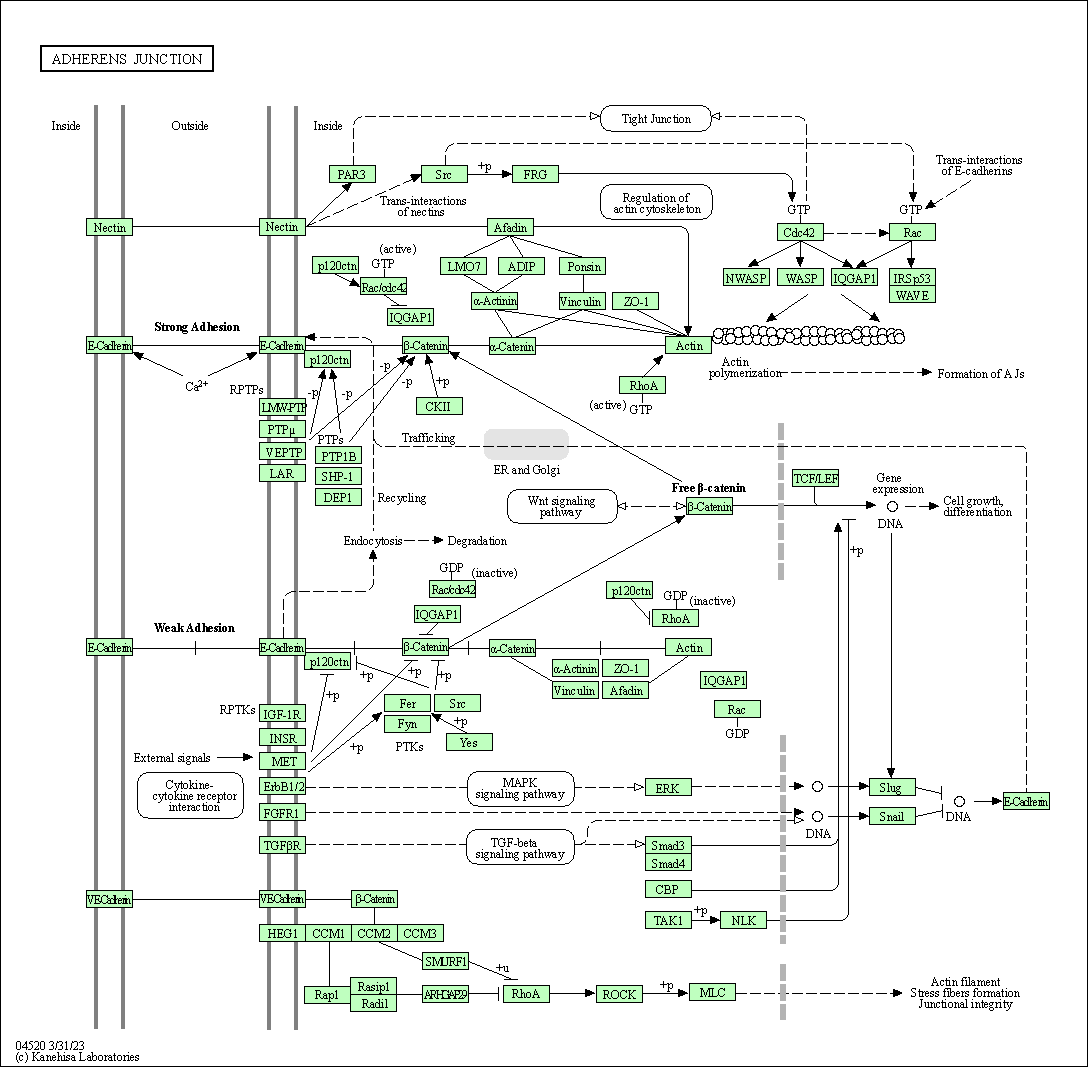 ADHERENS JUNCTION
Inside
Outside
Inside
Tight Junction
PAR3
Src
+p
FRG
Trans-interactions
of E-cadherins
Trans-interactions
of nectins
Regulation of
actin cytoskeleton
GTP
GTP
Nectin
Nectin
Afadin
Cdc42
Rac
(active)
GTP
p120ctn
Rac/cdc42
IQGAP1
LMO7
ADIP
Ponsin
NWASP
WASP
IQGAP1
IRSp53
WAVE
α-Actinin
Vinculin
ZO-1
Strong Adhesion
E-Cadherin
E-Cadherin
p120ctn
β-Catenin
α-Catenin
Actin
Actin
polymerization
Formation of AJs
Ca2+
RPTPs
-p
-p
-p
-p
+p
CKII
RhoA
(active)
GTP
LMW-PTP
PTPμ
VEPTP
LAR
PTPs
PTP1B
SHP-1
DEP1
Trafficking
ER and Golgi
Recycling
Free β-catenin
β-Catenin
Wnt signaling
pathway
TCF/LEF
Gene
expression
DNA
Cell growth,
differentiation
+p
Endocytosis
Degradation
GDP
(inactive)
Rac/cdc42
IQGAP1
p120ctn
GDP
(inactive)
RhoA
Weak Adhesion
E-Cadherin
E-Cadherin
p120ctn
β-Catenin
α-Catenin
Actin
α-Actinin
ZO-1
Vinculin
Afadin
IQGAP1
Rac
GDP
+p
+p
+p
+p
+p
+p
RPTKs
IGF-1R
INSR
MET
ErbB1/2
FGFR1
TGFβR
Fer
Src
Fyn
Yes
PTKs
External signals
Cytokine-
cytokine receptor
interaction
MAPK
signaling pathway
ERK
Slug
Snail
DNA
DNA
E-Cadherin
TGF-beta
signaling pathway
Smad3
Smad4
CBP
TAK1
+p
NLK
VE-Cadherin
VE-Cadherin
β-Catenin
HEG1
CCM1
CCM2
CCM3
SMURF1
+u
Rap1
Rasip1
Radil
ARHGAP29
RhoA
ROCK
+p
MLC
Actin filament
Stress fibers formation
Junctional integrity
04520 3/31/23
(c) Kanehisa Laboratories